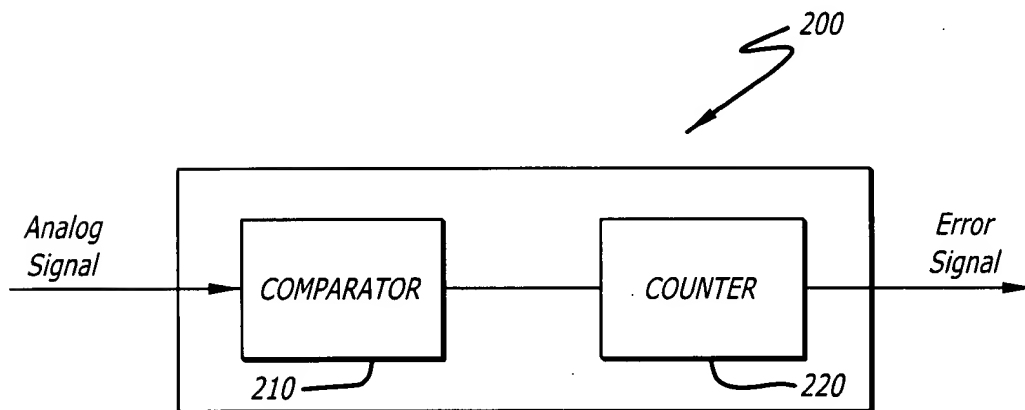 200
Analog
Signal
COMPARATOR
COUNTER
Error
Signal
210
220